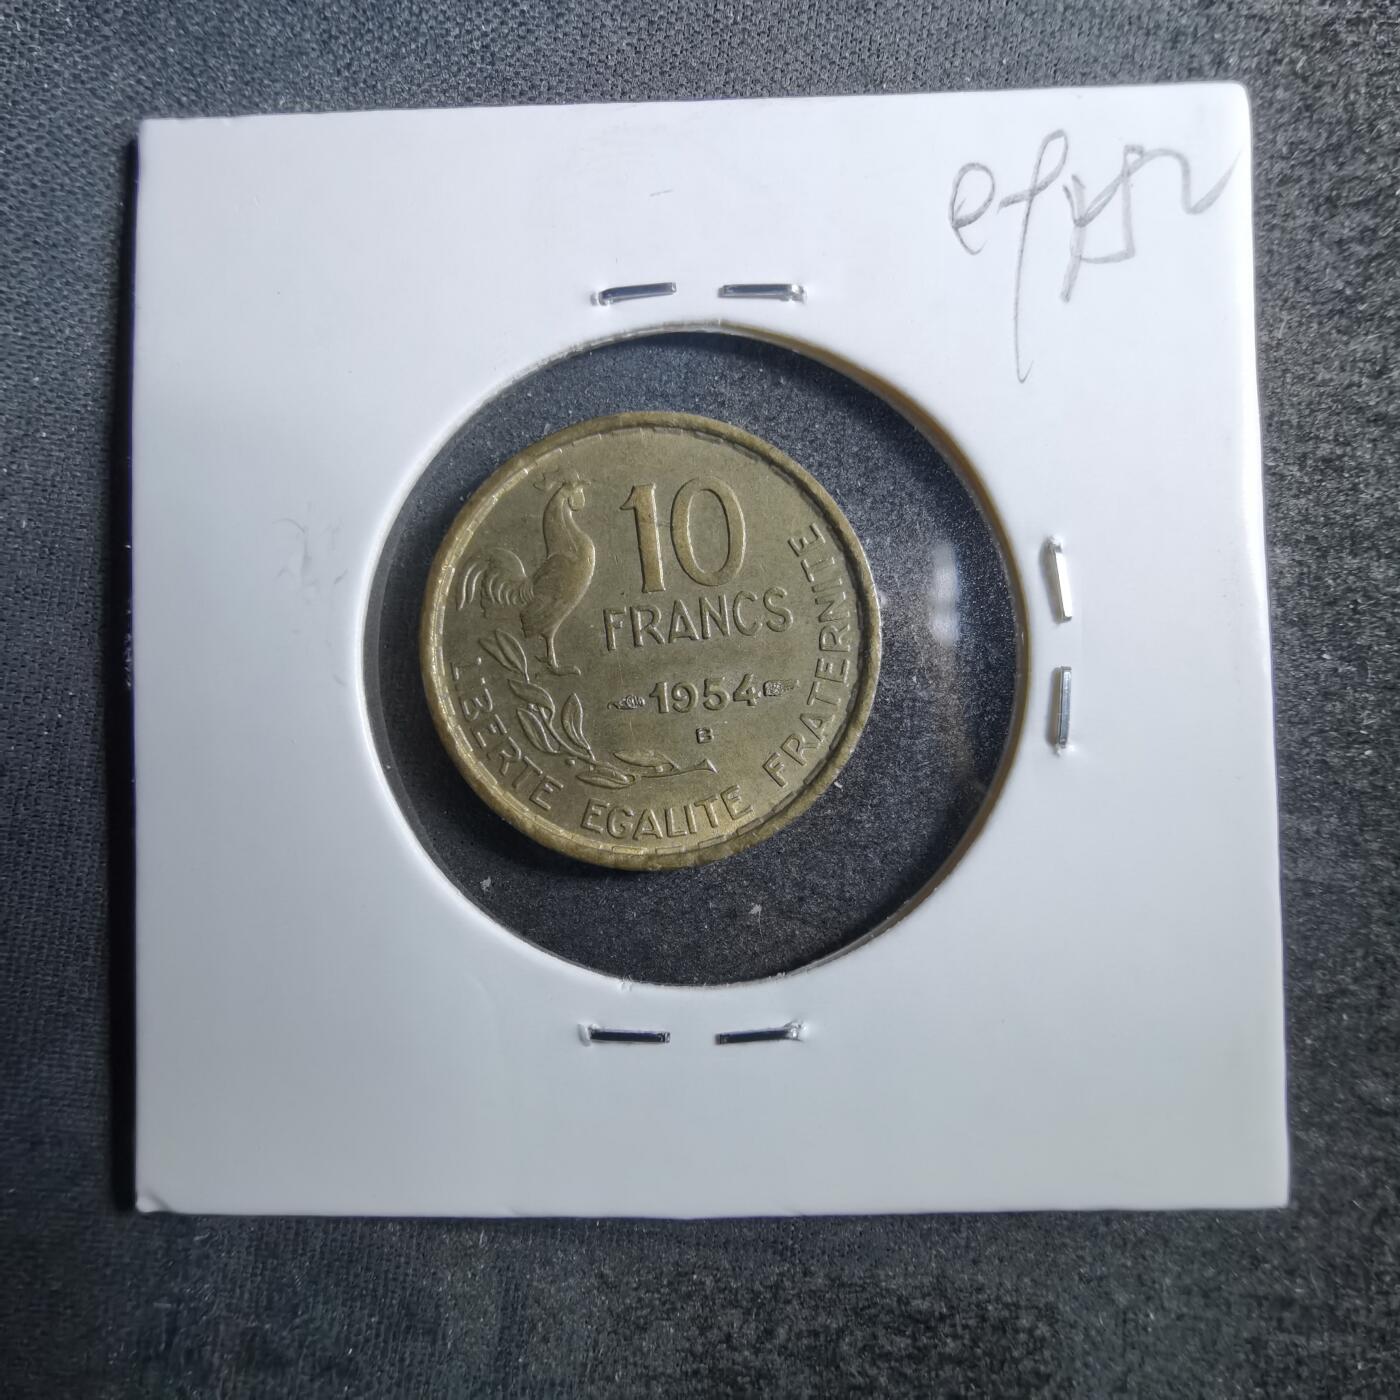 10
FRANCS
1954
B
LIBERTE EGALITE FRATERNITE